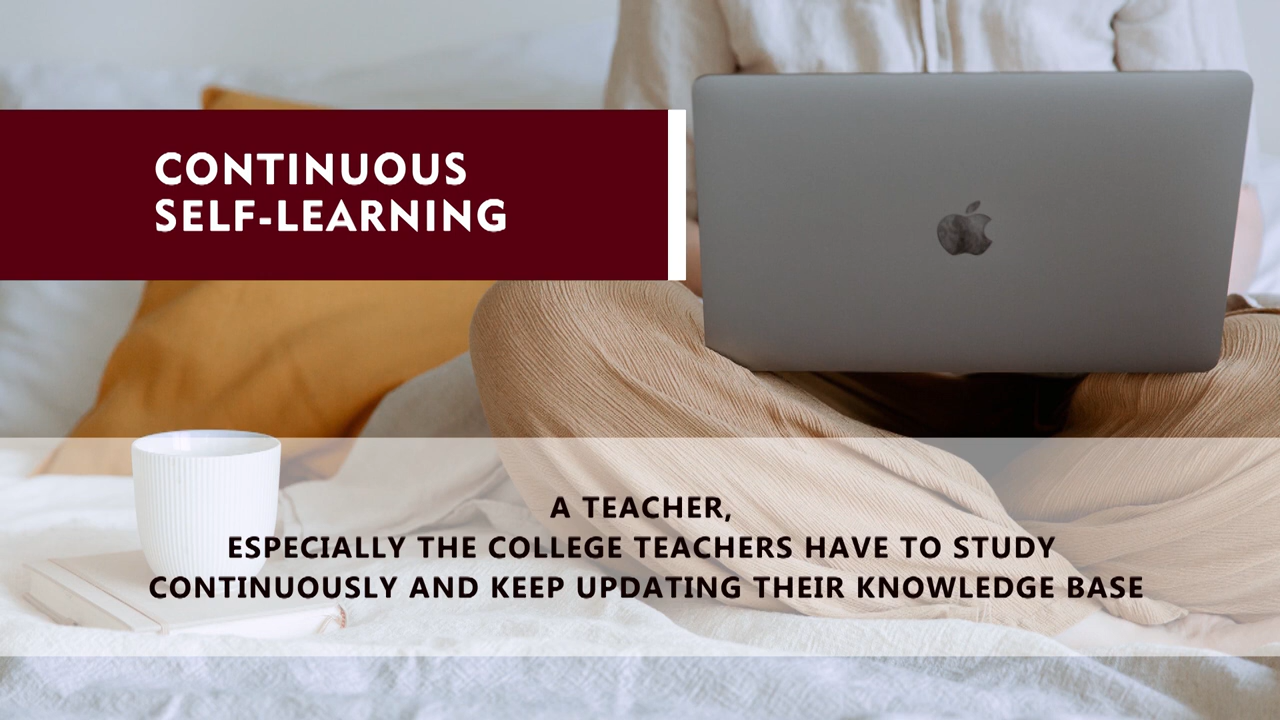 CONTINUOUS
SELF-LEARNING
A TEACHER,
ESPECIALLY THE COLLEGE TEACHERS HAVE TO STUDY
CONTINUOUSLY AND KEEP UPDATING THEIR KNOWLEDGE BASE